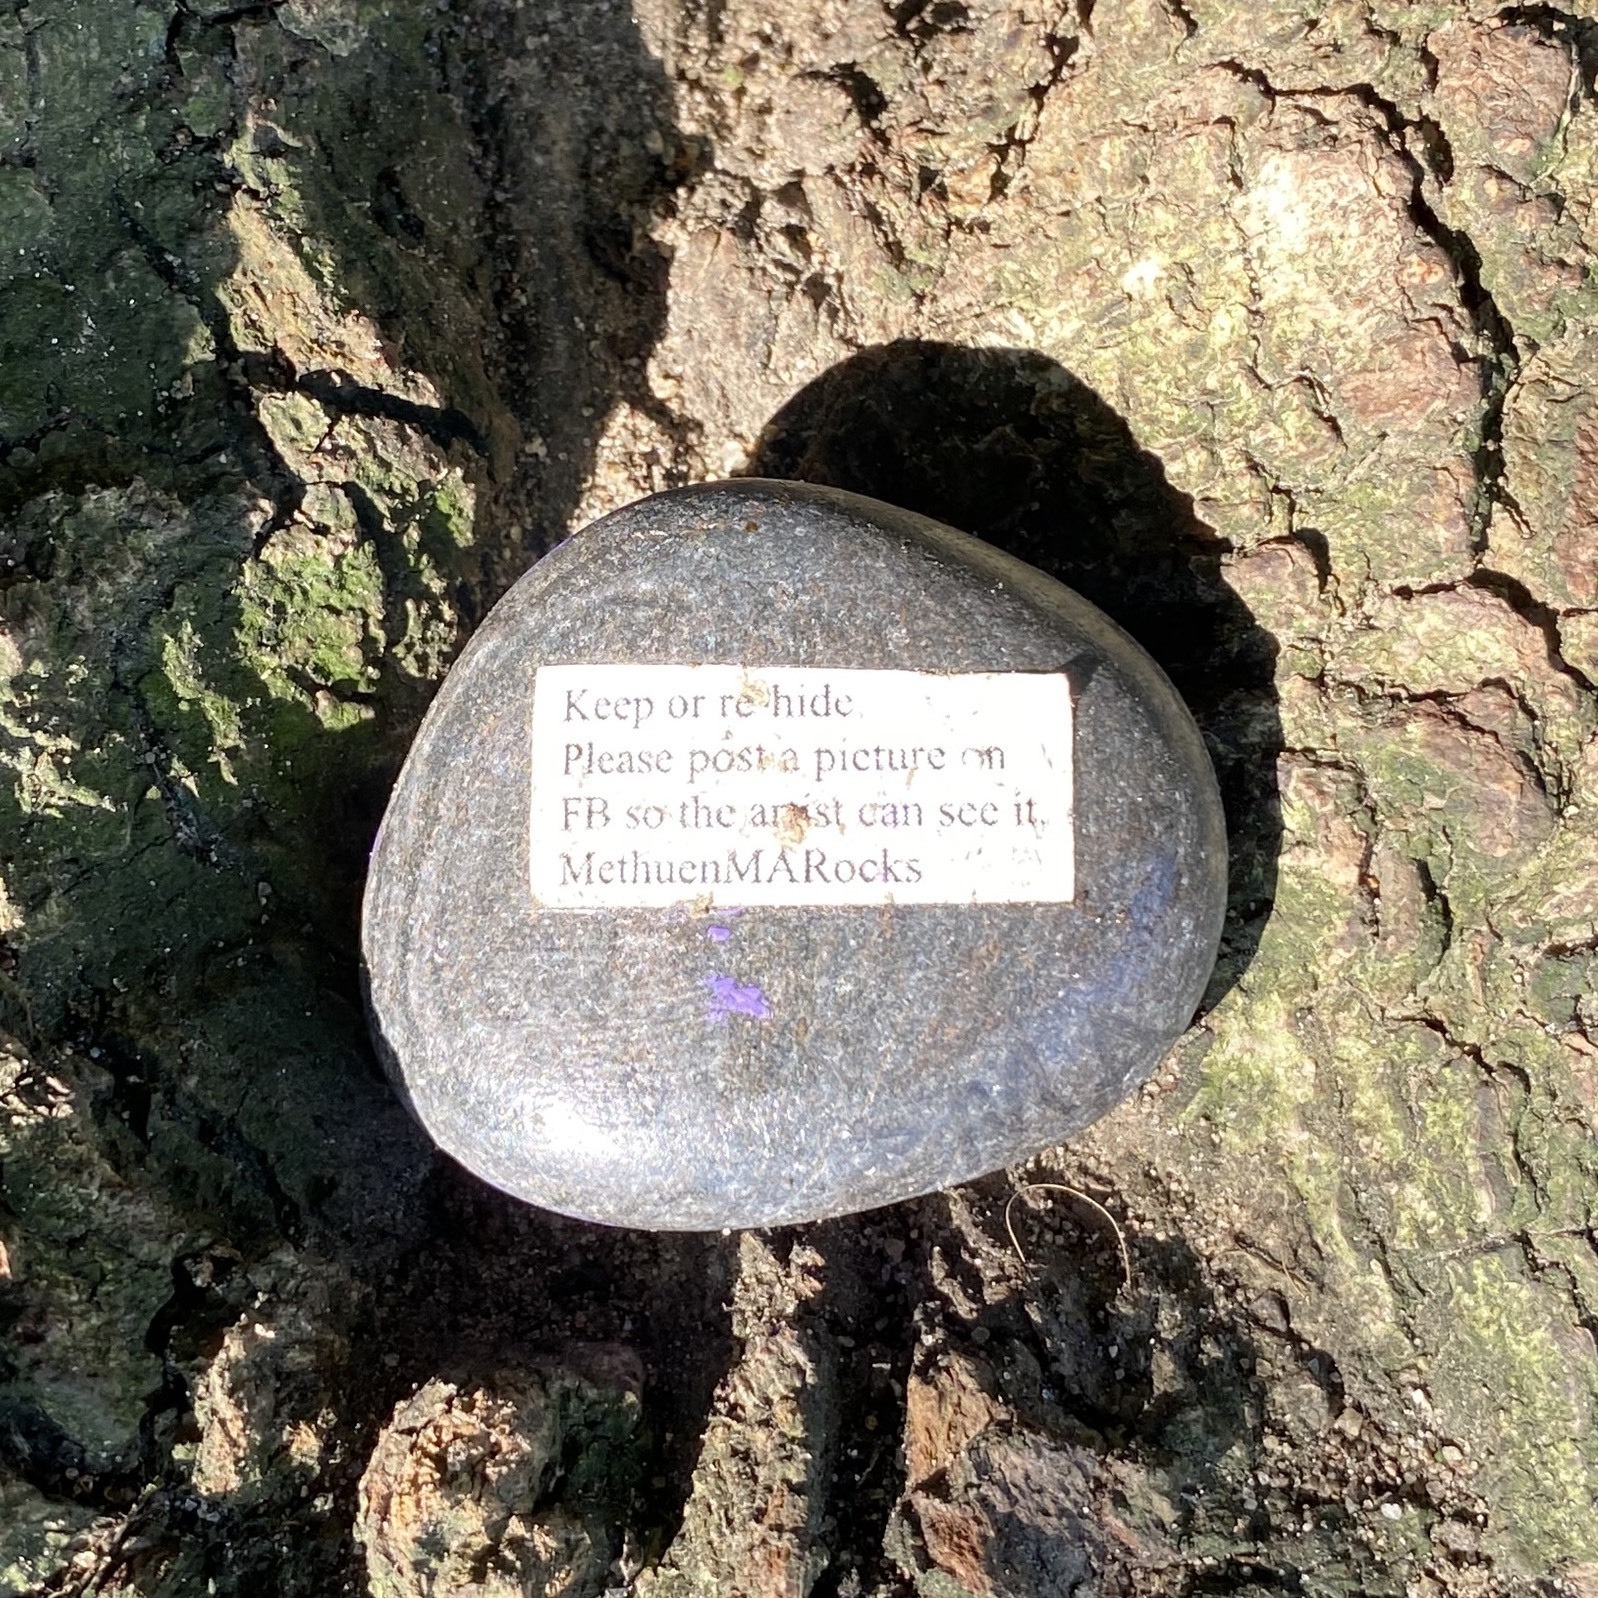 Keep or re-hide.
Please post a picture on
FB so the artist can see it.
MethuenMARocks